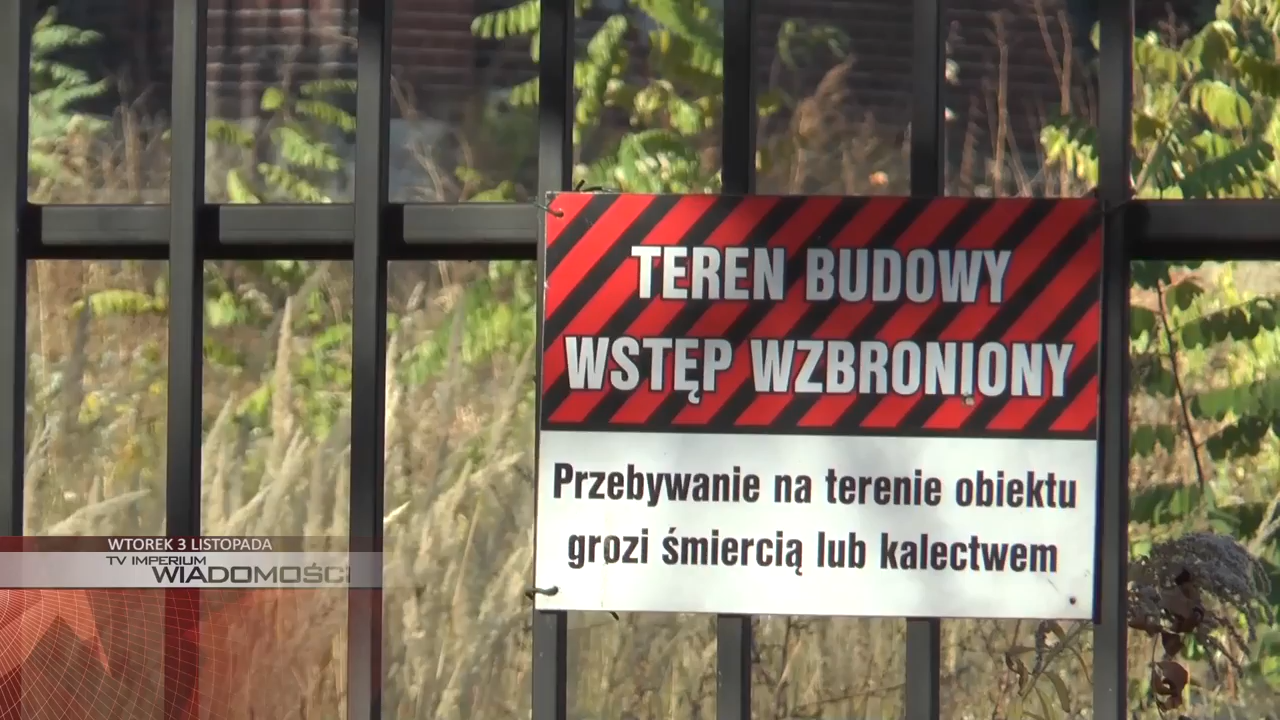 TEREN BUDOWY
WSTĘP WZBRONIONY
Przebywanie na terenie obiektu
grozi śmiercią lub kalectwem
WTOREK 3 LISTOPADA
TV IMPERIUM
WIADOMOŚCI